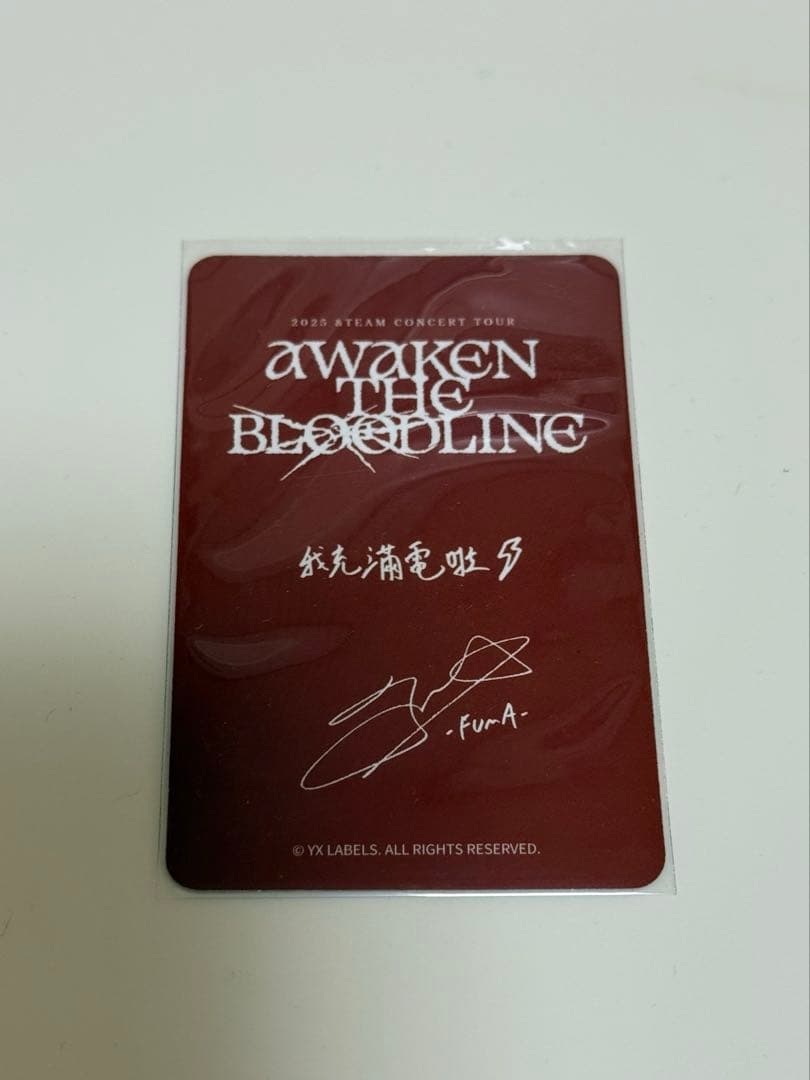 2025 &TEAM CONCERT TOUR
AWAKEN
THE
BLOODLINE
我充滿電啦
-FUMA-
© YX LABELS. ALL RIGHTS RESERVED.